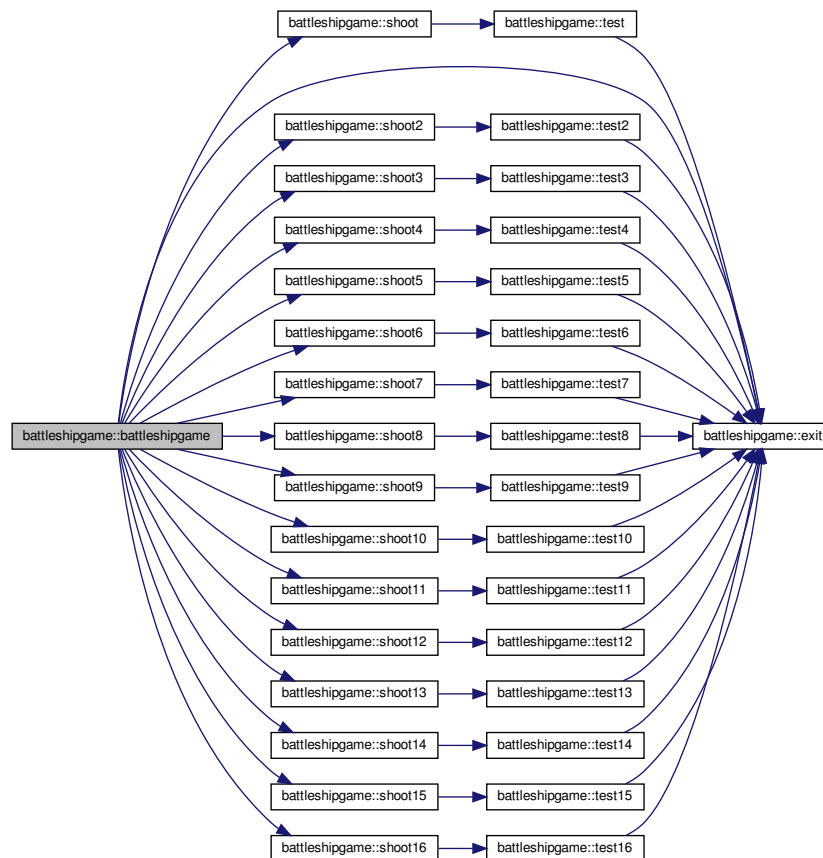 battleshipgame::shoot
battleshipgame::test
battleshipgame::shoot2
battleshipgame::test2
battleshipgame::shoot3
battleshipgame::test3
battleshipgame::shoot4
battleshipgame::test4
battleshipgame::shoot5
battleshipgame::test5
battleshipgame::shoot6
battleshipgame::test6
battleshipgame::shoot7
battleshipgame::test7
battleshipgame::battleshipgame
battleshipgame::shoot8
battleshipgame::test8
battleshipgame::exit
battleshipgame::shoot9
battleshipgame::test9
battleshipgame::shoot10
battleshipgame::test10
battleshipgame::shoot11
battleshipgame::test11
battleshipgame::shoot12
battleshipgame::test12
battleshipgame::shoot13
battleshipgame::test13
battleshipgame::shoot14
battleshipgame::test14
battleshipgame::shoot15
battleshipgame::test15
battleshipgame::shoot16
battleshipgame::test16